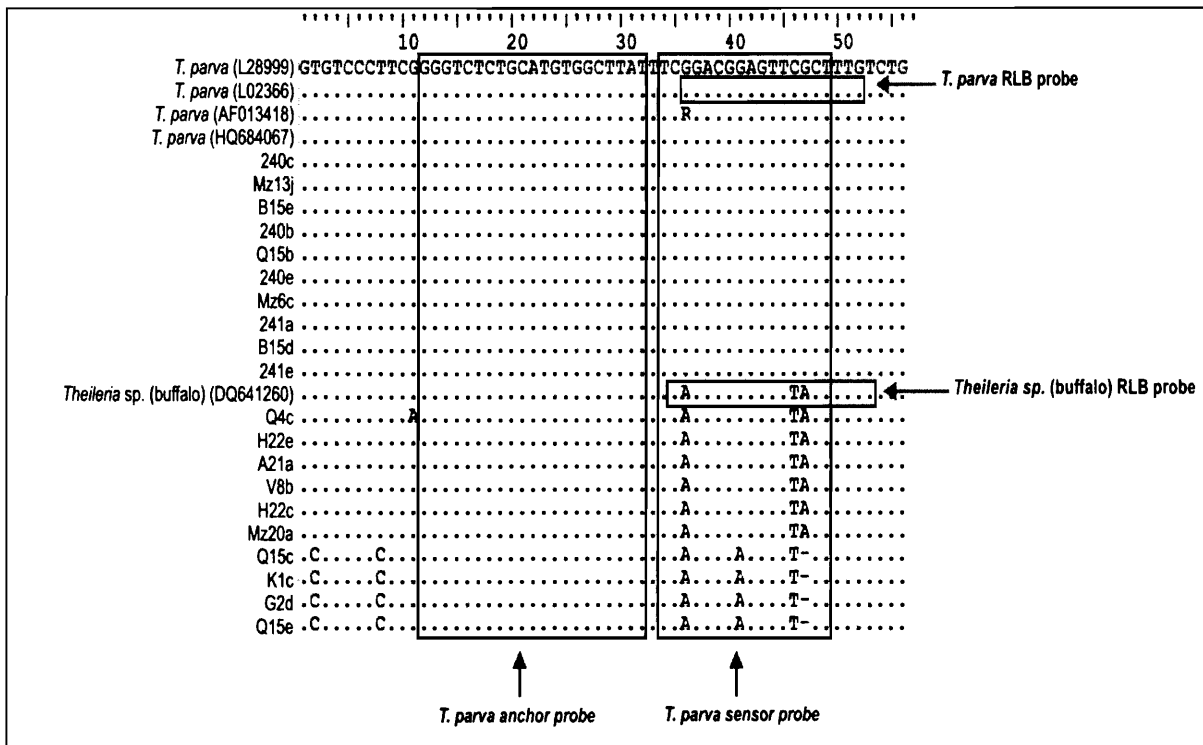 10 20 30 40 50
T. parva (L28999) GTGTCCCTTCGGGGTCTCTGCATGTGGCTTATTTCGGACGGAGTTCGCTTTGTCTG
T. parva RLB probe
T. parva (L02366) ........................................................
T. parva (AF013418) ...................................R....................
T. parva (HQ684067) ........................................................
240c ........................................................
Mz13j ........................................................
B15e ........................................................
240b ........................................................
Q15b ........................................................
240e ........................................................
Mz6c ........................................................
241a ........................................................
B15d ........................................................
241e ........................................................
Theileria sp. (buffalo) (DQ641260) ...................................A.........TA.........
Theileria sp. (buffalo) RLB probe
Q4c ..........A........................A.........TA.........
H22e ...................................A.........TA.........
A21a ...................................A.........TA.........
V8b ...................................A.........TA.........
H22c ...................................A.........TA.........
Mz20a ...................................A.........TA.........
Q15c .C.....C...........................A....A....T-.........
K1c .C.....C...........................A....A....T-.........
G2d .C.....C...........................A....A....T-.........
Q15e .C.....C...........................A....A....T-.........
T. parva anchor probe
T. parva sensor probe